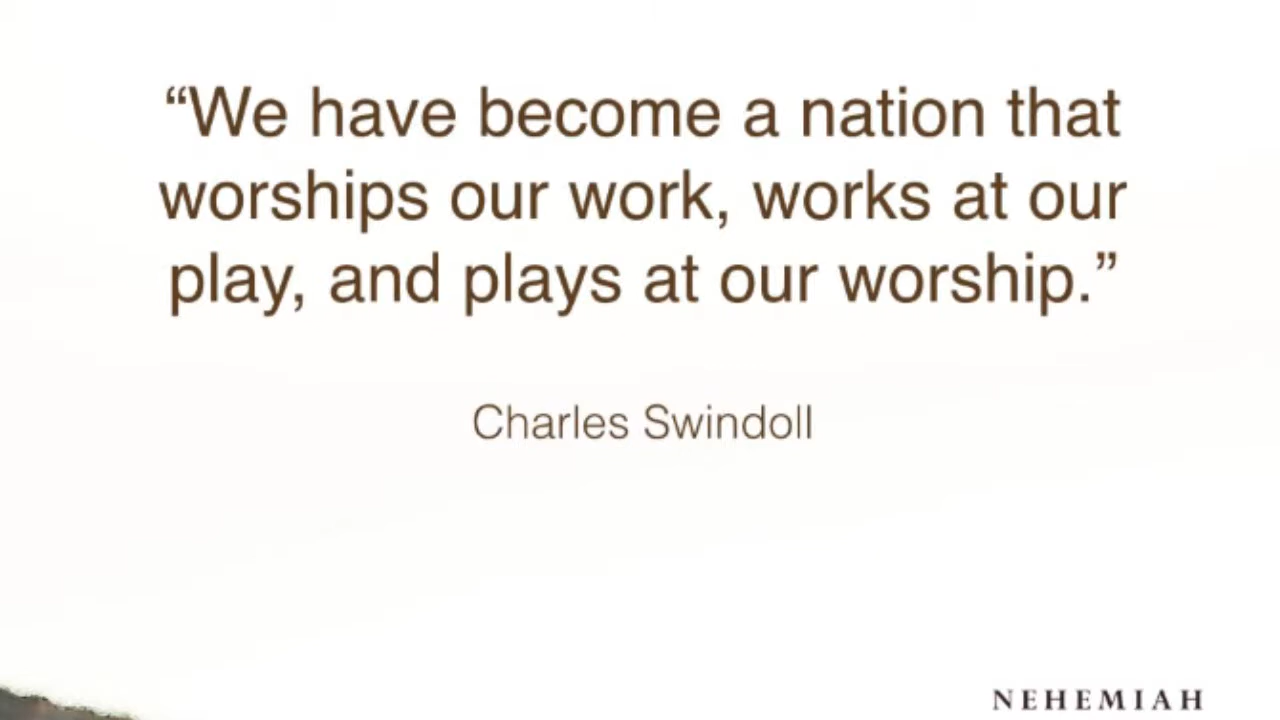 “We have become a nation that
worships our work, works at our
play, and plays at our worship.”
Charles Swindoll
NEHEMIAH